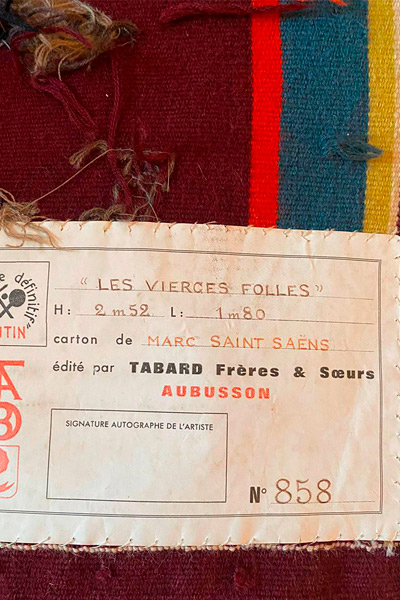 définitif
"LES VIERGES FOLLES"
H: 2m52 L: 1m80
carton de MARC SAINT SAËNS
édité par TABARD Frères & Sœurs
AUBUSSON
SIGNATURE AUTOGRAPHE DE L'ARTISTE
N° 858